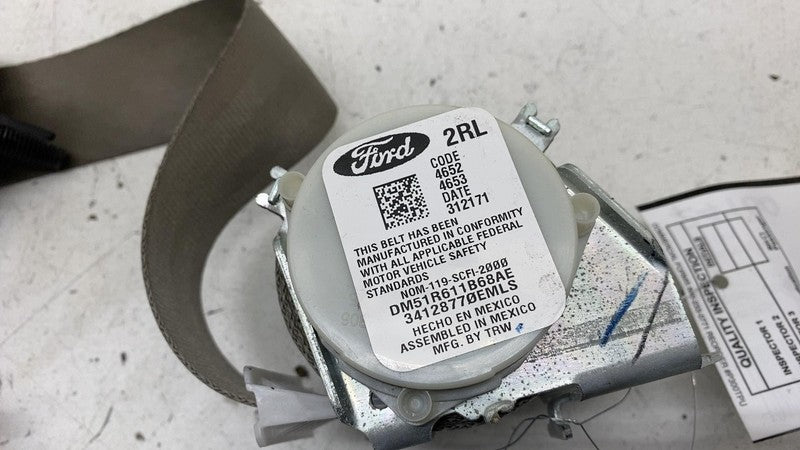 Ford
2RL
CODE
4652
4653
DATE
312171
THIS BELT HAS BEEN
MANUFACTURED IN CONFORMITY
WITH ALL APPLICABLE FEDERAL
MOTOR VEHICLE SAFETY
STANDARDS
NOM-119-SCFI-2000
DM51R611B68AE
34128770EMLS
HECHO EN MEXICO
ASSEMBLED IN MEXICO
MFG. BY TRW
QUALITY INSPECTION
INSPECTOR 1
INSPECTOR 2